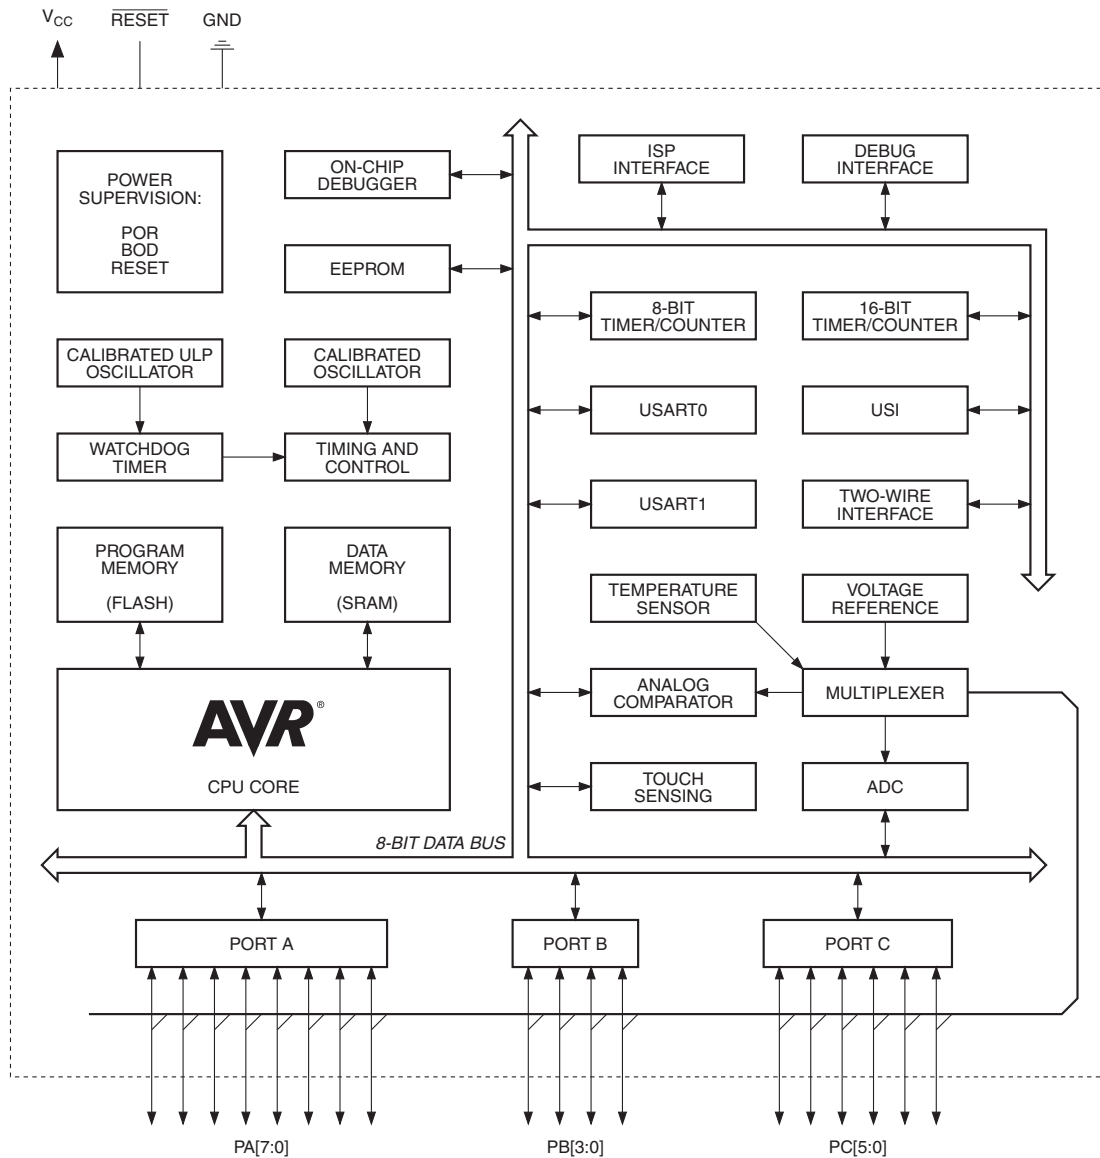 VCC
RESET
GND
POWER
SUPERVISION:
POR
BOD
RESET
ON-CHIP
DEBUGGER
ISP
INTERFACE
DEBUG
INTERFACE
EEPROM
8-BIT
TIMER/COUNTER
16-BIT
TIMER/COUNTER
CALIBRATED ULP
OSCILLATOR
CALIBRATED
OSCILLATOR
USART0
USI
WATCHDOG
TIMER
TIMING AND
CONTROL
USART1
TWO-WIRE
INTERFACE
PROGRAM
MEMORY
(FLASH)
DATA
MEMORY
(SRAM)
TEMPERATURE
SENSOR
VOLTAGE
REFERENCE
AVR®
CPU CORE
ANALOG
COMPARATOR
MULTIPLEXER
TOUCH
SENSING
ADC
8-BIT DATA BUS
PORT A
PORT B
PORT C
PA[7:0]
PB[3:0]
PC[5:0]